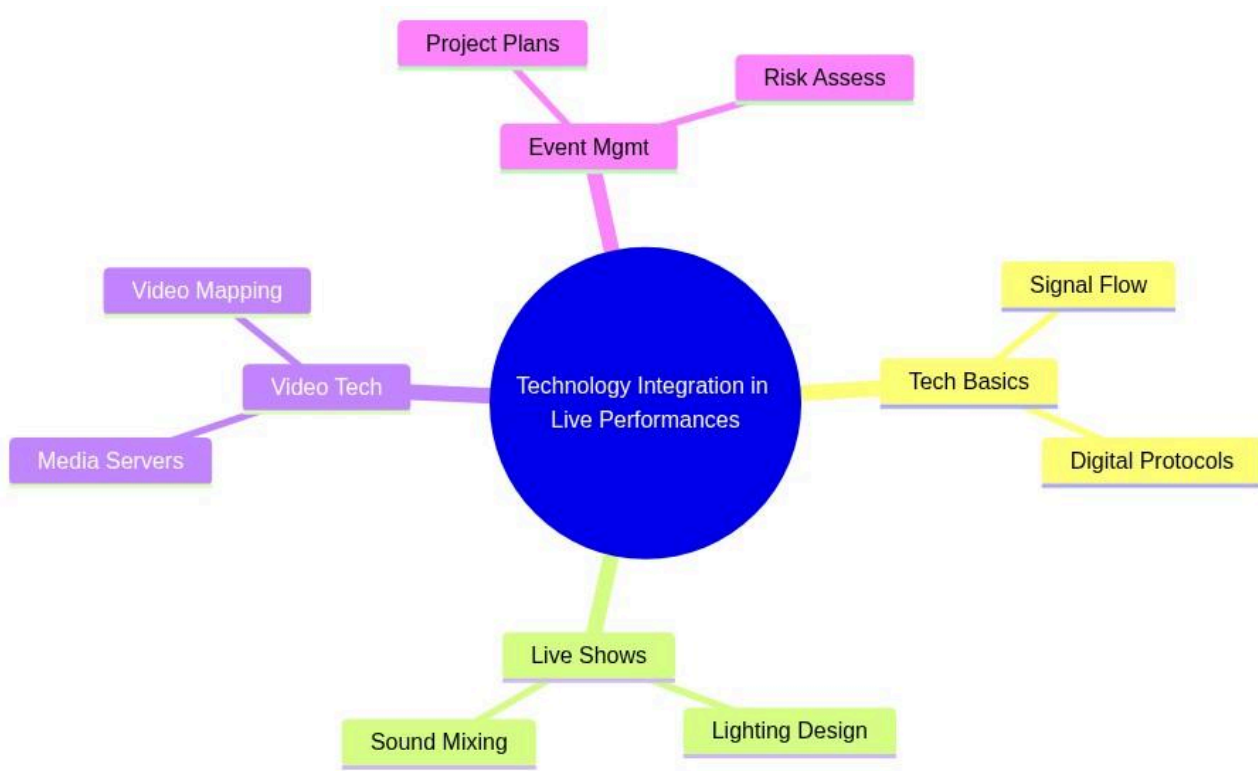 Project Plans
Risk Assess
Event Mgmt
Video Mapping
Signal Flow
Video Tech
Technology Integration in
Live Performances
Tech Basics
Media Servers
Digital Protocols
Live Shows
Sound Mixing
Lighting Design